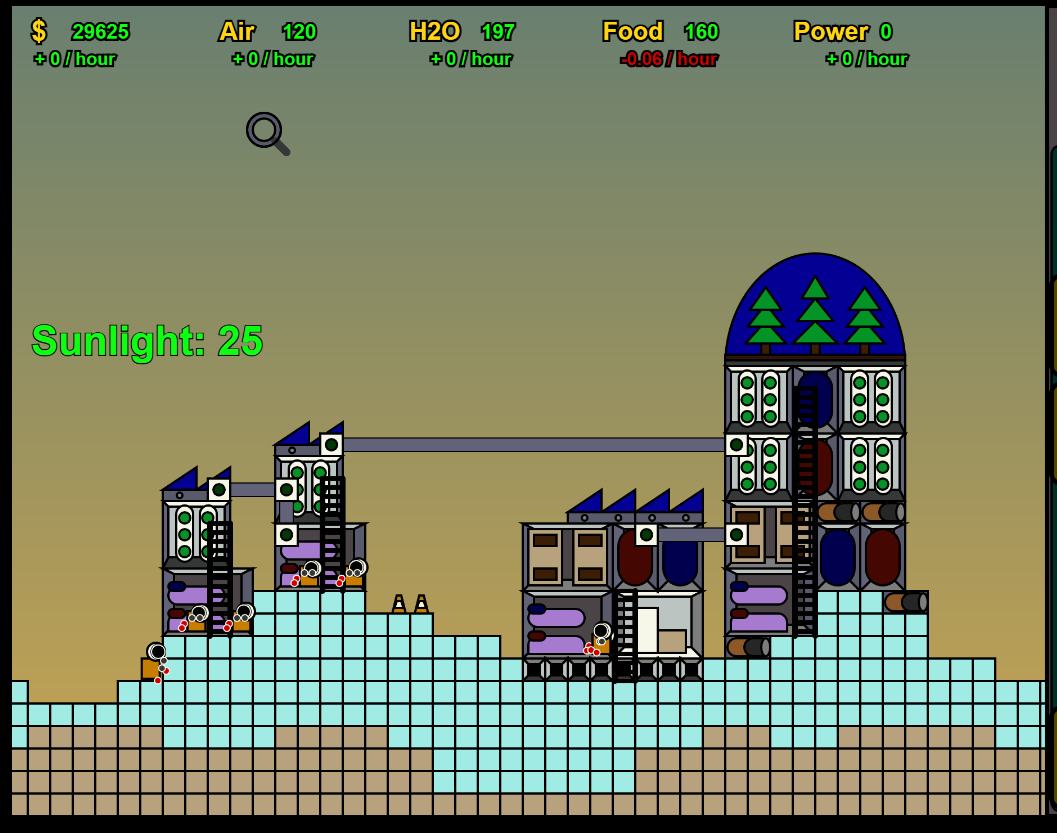 $ 29625 Air 120 H2O 197 Food 160 Power 0
+ 0 / hour + 0 / hour + 0 / hour -0.06 / hour + 0 / hour
Sunlight: 25